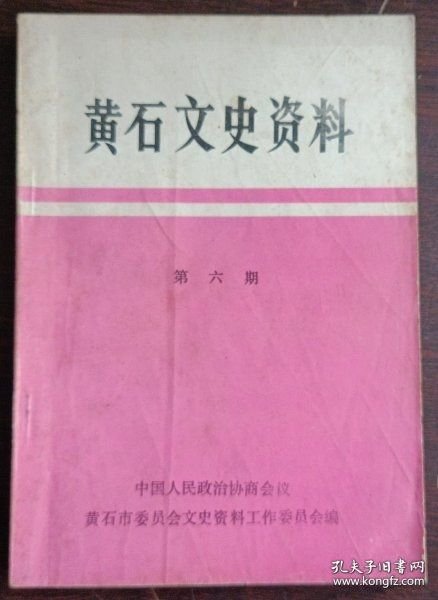 黄石文史资料
第六期
中国人民政治协商会议
黄石市委员会文史资料工作委员会编
孔夫子旧书网
www.kongfz.com